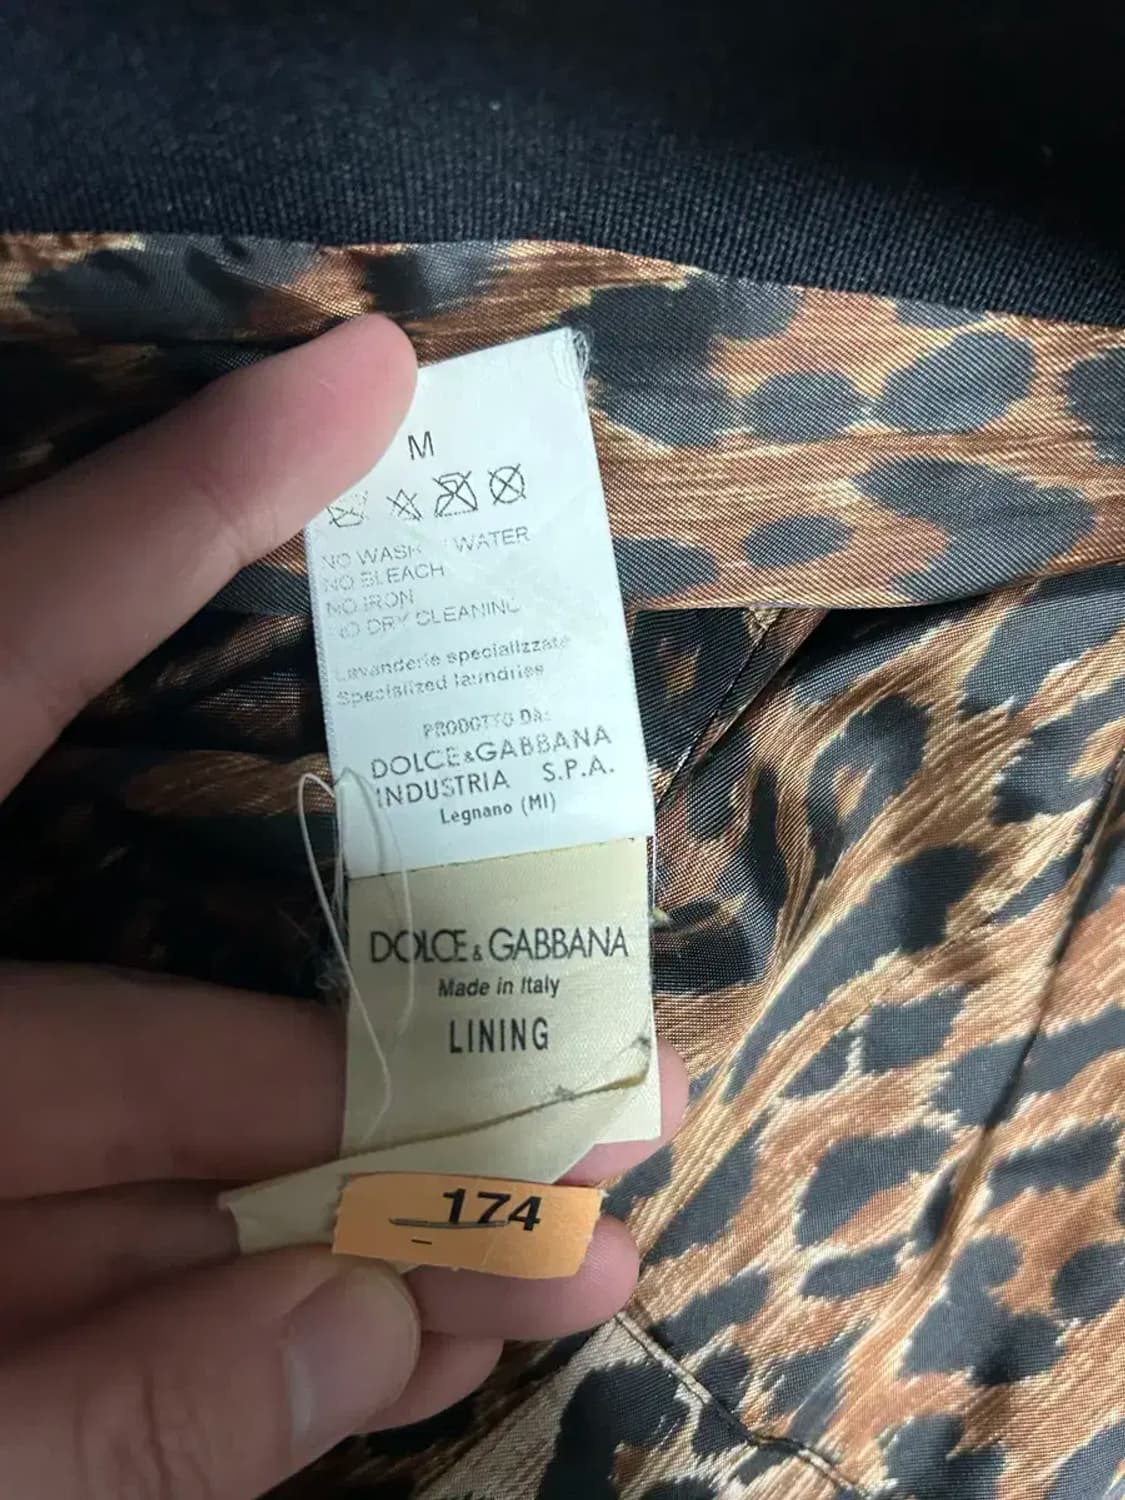 M
NO WASH WATER
NO BLEACH
NO IRON
NO DRY CLEANING
Lavanderie specializzate
Specialized laundries
PRODOTTO DA:
DOLCE&GABBANA
INDUSTRIA S.P.A.
Legnano (MI)
DOLCE & GABBANA
Made in Italy
LINING
174